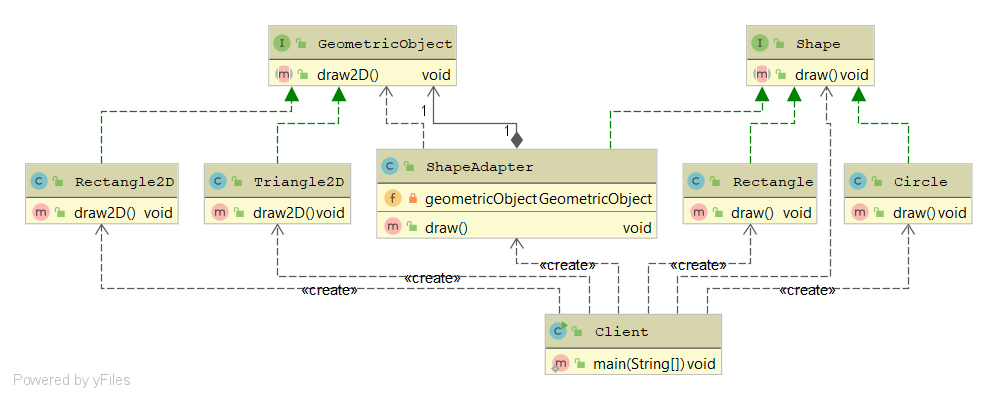 GeometricObject
draw2D() void
Shape
draw() void
1
1
Rectangle2D
draw2D() void
Triangle2D
draw2D() void
ShapeAdapter
geometricObject GeometricObject
draw() void
Rectangle
draw() void
Circle
draw() void
«create»
«create»
«create»
«create»
«create»
Client
main(String[]) void
Powered by yFiles